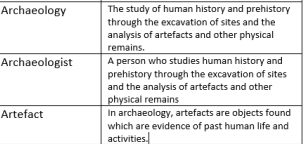 Archaeology
The study of human history and prehistory
through the excavation of sites and the
analysis of artefacts and other physical
remains.
Archaeologist
A person who studies human history and
prehistory through the excavation of sites
and the analysis of artefacts and other
physical remains
Artefact
In archaeology, artefacts are objects found
which are evidence of past human life and
activities.